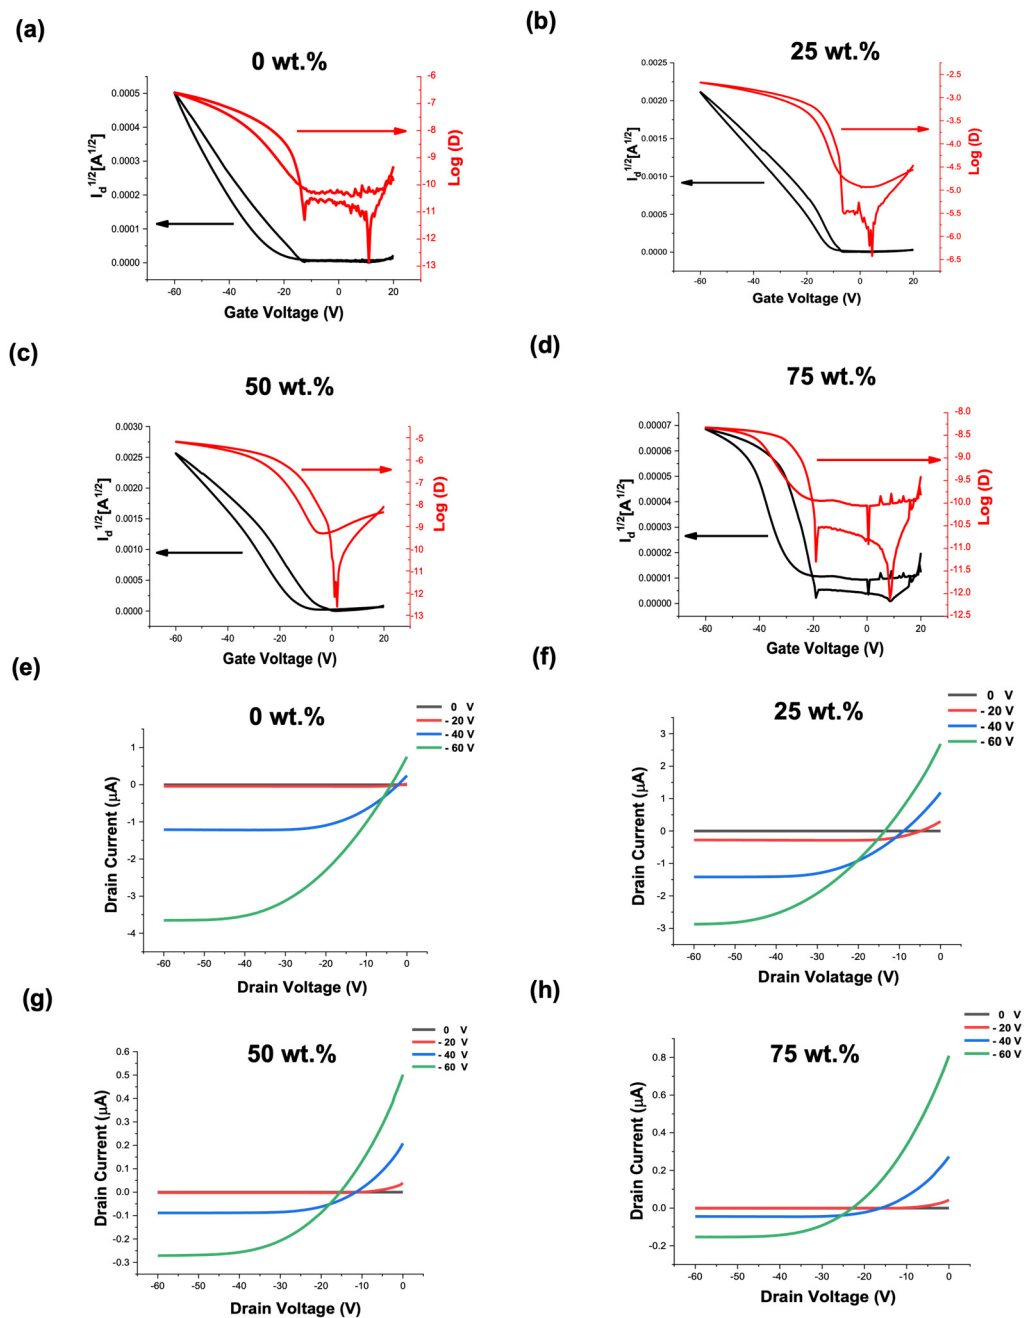 (a)
0 wt.%
0.0005
0.0004
0.0003
0.0002
0.0001
0.0000
I_d^1/2[A^1/2]
-6
-7
-8
-9
-10
-11
-12
-13
Log (D)
-60 -40 -20 0 20
Gate Voltage (V)
(b)
25 wt.%
0.0025
0.0020
0.0015
0.0010
0.0005
0.0000
I_d^1/2[A^1/2]
-2.5
-3.0
-3.5
-4.0
-4.5
-5.0
-5.5
-6.0
-6.5
Log (D)
-60 -40 -20 0 20
Gate Voltage (V)
(c)
50 wt.%
0.0030
0.0025
0.0020
0.0015
0.0010
0.0005
0.0000
I_d^1/2[A^1/2]
-5
-6
-7
-8
-9
-10
-11
-12
-13
Log (D)
-60 -40 -20 0 20
Gate Voltage (V)
(d)
75 wt.%
0.00007
0.00006
0.00005
0.00004
0.00003
0.00002
0.00001
0.00000
I_d^1/2[A^1/2]
-8.0
-8.5
-9.0
-9.5
-10.0
-10.5
-11.0
-11.5
-12.0
-12.5
Log (D)
-60 -40 -20 0 20
Gate Voltage (V)
(e)
0 wt.%
0 V
- 20 V
- 40 V
- 60 V
1
0
-1
-2
-3
-4
Drain Current (µA)
-60 -50 -40 -30 -20 -10 0
Drain Voltage (V)
(f)
25 wt.%
0 V
- 20 V
- 40 V
- 60 V
3
2
1
0
-1
-2
-3
Drain Current (µA)
-60 -50 -40 -30 -20 -10 0
Drain Volatage (V)
(g)
50 wt.%
0 V
- 20 V
- 40 V
- 60 V
0.6
0.5
0.4
0.3
0.2
0.1
0.0
-0.1
-0.2
-0.3
Drain Current (µA)
-60 -50 -40 -30 -20 -10 0
Drain Voltage (V)
(h)
75 wt.%
0 V
- 20 V
- 40 V
- 60 V
0.8
0.6
0.4
0.2
0.0
-0.2
Drain Current (µA)
-60 -50 -40 -30 -20 -10 0
Drain Voltage (V)